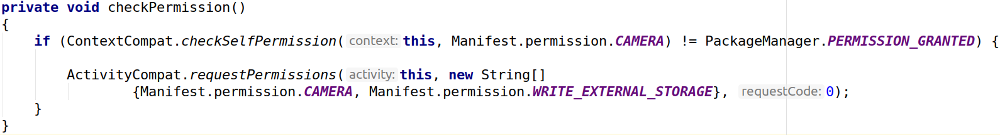 private void checkPermission()
{
if (ContextCompat.checkSelfPermission( context: this, Manifest.permission.CAMERA) != PackageManager.PERMISSION_GRANTED) {
ActivityCompat.requestPermissions( activity: this, new String[]
{Manifest.permission.CAMERA, Manifest.permission.WRITE_EXTERNAL_STORAGE}, requestCode: 0);
}
}